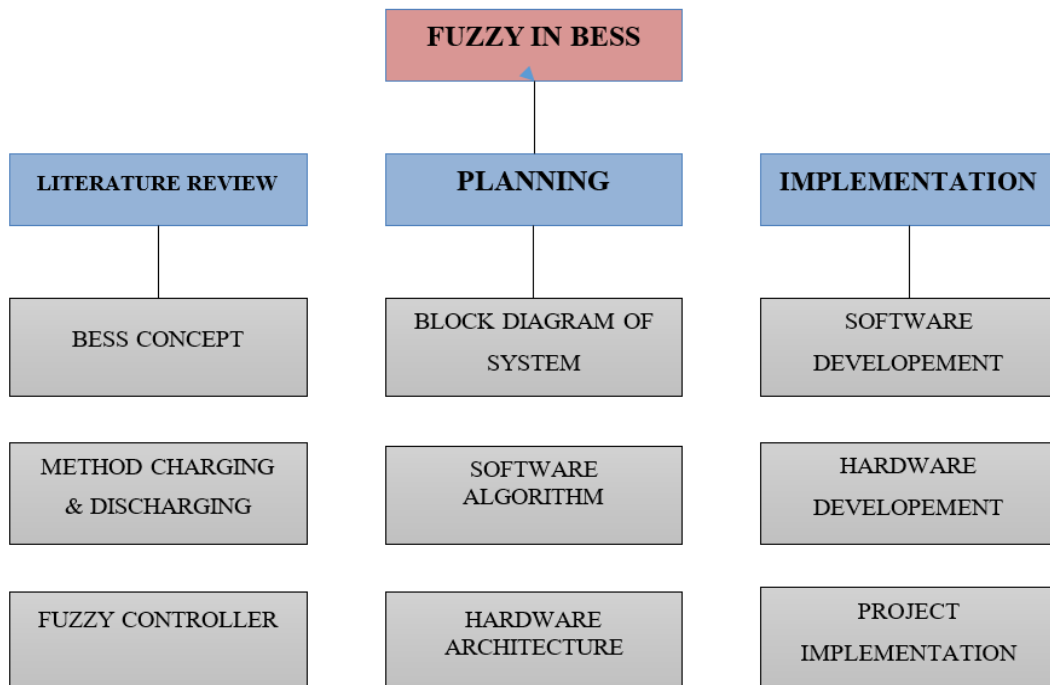 FUZZY IN BESS
LITERATURE REVIEW
PLANNING
IMPLEMENTATION
BESS CONCEPT
BLOCK DIAGRAM OF
SYSTEM
SOFTWARE
DEVELOPEMENT
METHOD CHARGING
& DISCHARGING
SOFTWARE
ALGORITHM
HARDWARE
DEVELOPEMENT
FUZZY CONTROLLER
HARDWARE
ARCHITECTURE
PROJECT
IMPLEMENTATION